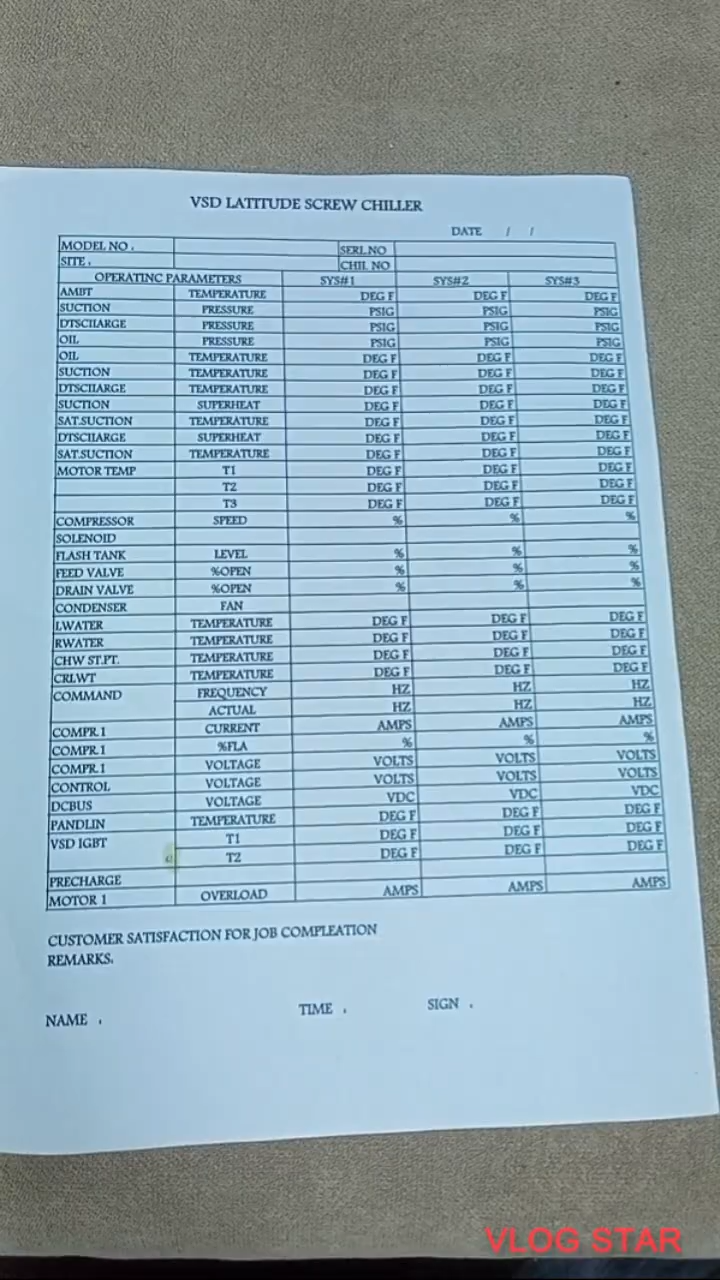 VSD LATITUDE SCREW CHILLER
DATE / /
MODEL NO . SERL.NO
SITE . CHIL NO
OPERATINC PARAMETERS SYS#1 SYS#2 SYS#3
AMBT TEMPERATURE DEG F DEG F DEG F
SUCTION PRESSURE PSIG PSIG PSIG
DTSCIIARGE PRESSURE PSIG PSIG PSIG
OIL PRESSURE PSIG PSIG PSIG
OIL TEMPERATURE DEG F DEG F DEG F
SUCTION TEMPERATURE DEG F DEG F DEG F
DTSCIIARGE TEMPERATURE DEG F DEG F DEG F
SUCTION SUPERHEAT DEG F DEG F DEG F
SAT.SUCTION TEMPERATURE DEG F DEG F DEG F
DTSCIIARGE SUPERHEAT DEG F DEG F DEG F
SAT.SUCTION TEMPERATURE DEG F DEG F DEG F
MOTOR TEMP T1 DEG F DEG F DEG F
T2 DEG F DEG F DEG F
T3 DEG F DEG F DEG F
COMPRESSOR SPEED % % %
SOLENOID
FLASH TANK LEVEL % % %
FEED VALVE %OPEN % % %
DRAIN VALVE %OPEN % % %
CONDENSER FAN
LWATER TEMPERATURE DEG F DEG F DEG F
RWATER TEMPERATURE DEG F DEG F DEG F
CHW ST.PT. TEMPERATURE DEG F DEG F DEG F
CRLWT TEMPERATURE DEG F DEG F DEG F
COMMAND FREQUENCY HZ HZ HZ
ACTUAL HZ HZ HZ
COMPR.1 CURRENT AMPS AMPS AMPS
COMPR.1 %FLA % % %
COMPR.1 VOLTAGE VOLTS VOLTS VOLTS
CONTROL VOLTAGE VOLTS VOLTS VOLTS
DCBUS VOLTAGE VDC VDC VDC
PANDLIN TEMPERATURE DEG F DEG F DEG F
VSD IGBT T1 DEG F DEG F DEG F
T2 DEG F DEG F DEG F
PRECHARGE
MOTOR 1 OVERLOAD AMPS AMPS AMPS
CUSTOMER SATISFACTION FOR JOB COMPLEATION
REMARKS.
NAME . TIME . SIGN .
VLOG STAR